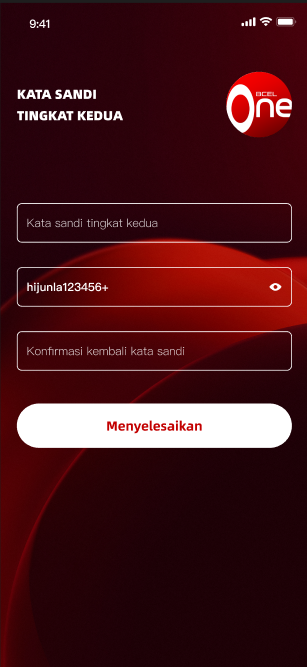 9:41
KATA SANDI
TINGKAT KEDUA
BCEL
One
Kata sandi tingkat kedua
hijunla123456+
Konfirmasi kembali kata sandi
Menyelesaikan